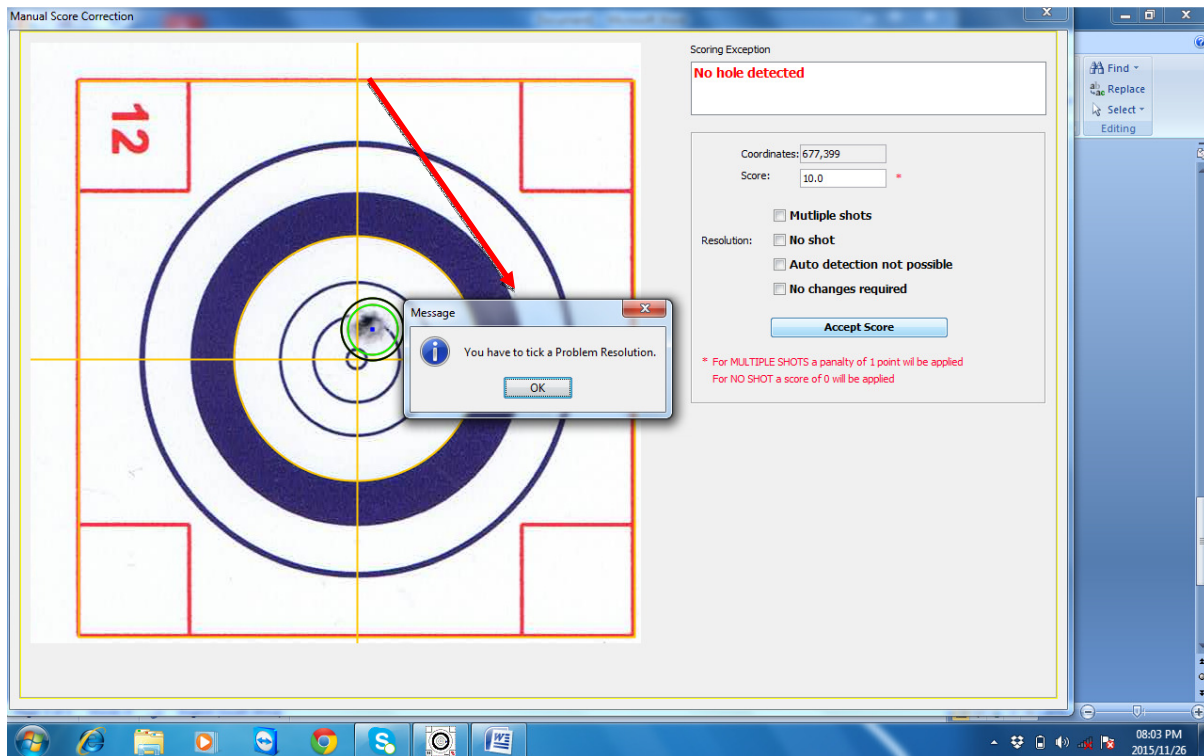 Manual Score Correction
12
Scoring Exception
No hole detected
Coordinates: 677,399
Score: 10.0 *
Resolution:
Mutliple shots
No shot
Auto detection not possible
No changes required
Accept Score
* For MULTIPLE SHOTS a panalty of 1 point wil be applied
For NO SHOT a score of 0 will be applied
Message
You have to tick a Problem Resolution.
OK
Find
Replace
Select
Editing
08:03 PM
2015/11/26